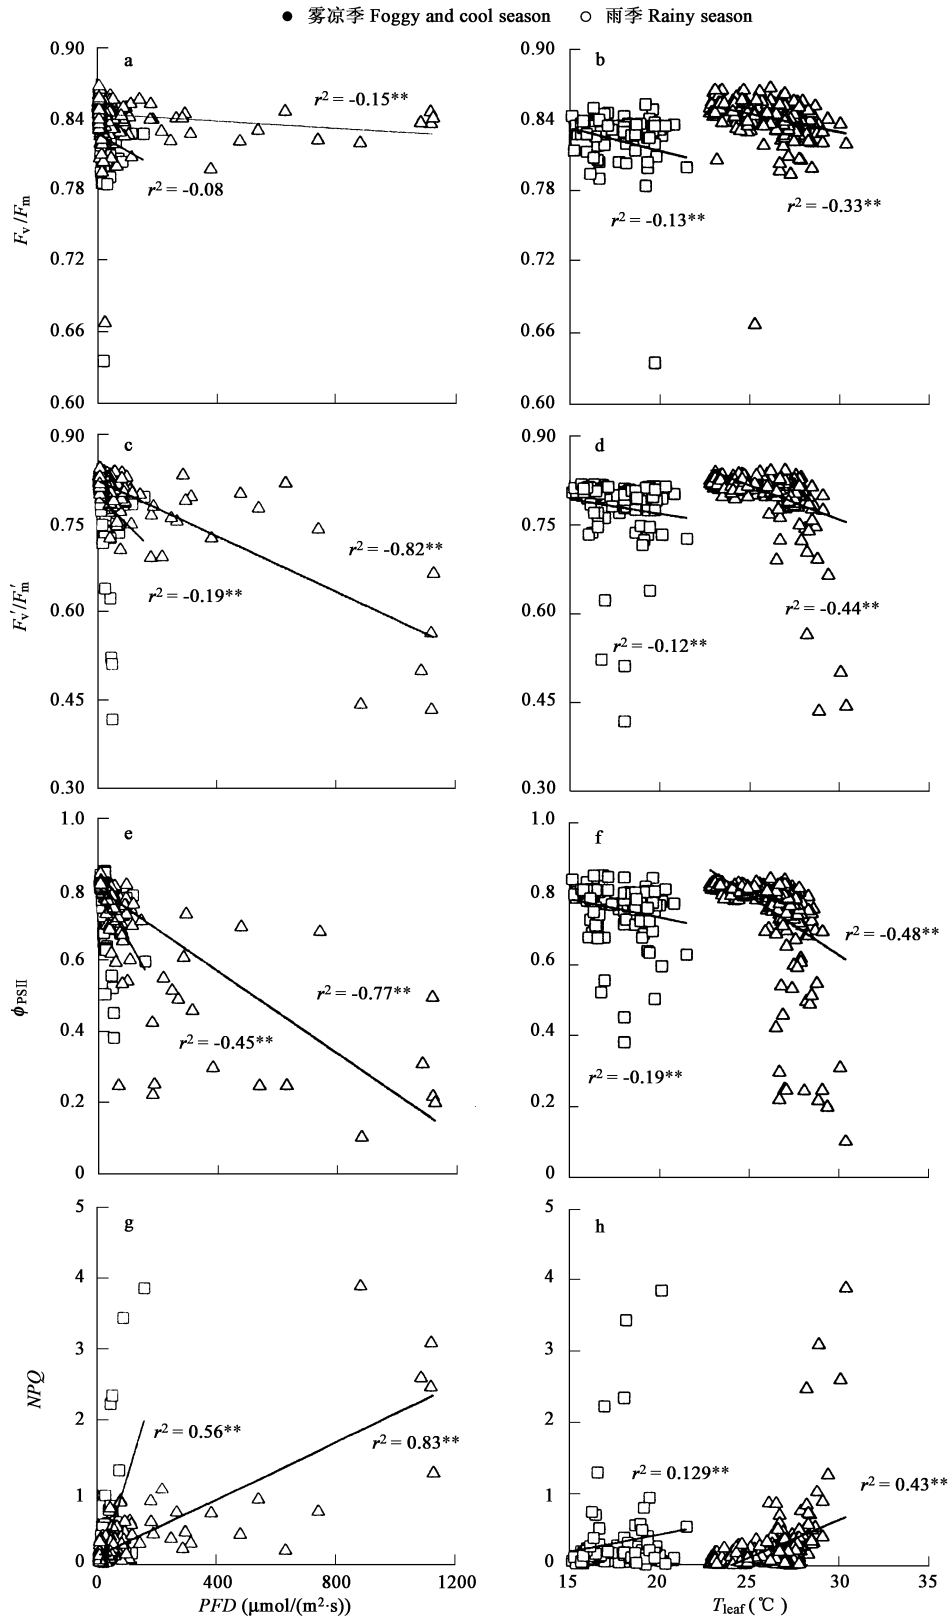 ● 雾凉季 Foggy and cool season ○ 雨季 Rainy season
a
0.90
0.84
0.78
0.72
0.66
0.60
Fv/Fm
r² = -0.15**
r² = -0.08
b
0.90
0.84
0.78
0.72
0.66
0.60
r² = -0.13**
r² = -0.33**
c
0.90
0.75
0.60
0.45
0.30
Fv′/Fm′
r² = -0.82**
r² = -0.19**
d
0.90
0.75
0.60
0.45
0.30
r² = -0.44**
r² = -0.12**
e
1.0
0.8
0.6
0.4
0.2
0
ϕPSII
r² = -0.77**
r² = -0.45**
f
1.0
0.8
0.6
0.4
0.2
0
r² = -0.48**
r² = -0.19**
g
5
4
3
2
1
0
NPQ
r² = 0.56**
r² = 0.83**
0 400 800 1200
PFD (μmol/(m²·s))
h
5
4
3
2
1
0
r² = 0.129**
r² = 0.43**
15 20 25 30 35
Tleaf (℃)